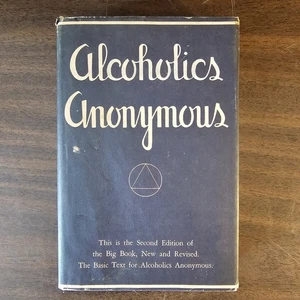 Alcoholics
Anonymous
This is the Second Edition of
the Big Book, New and Revised.
The Basic Text for Alcoholics Anonymous.